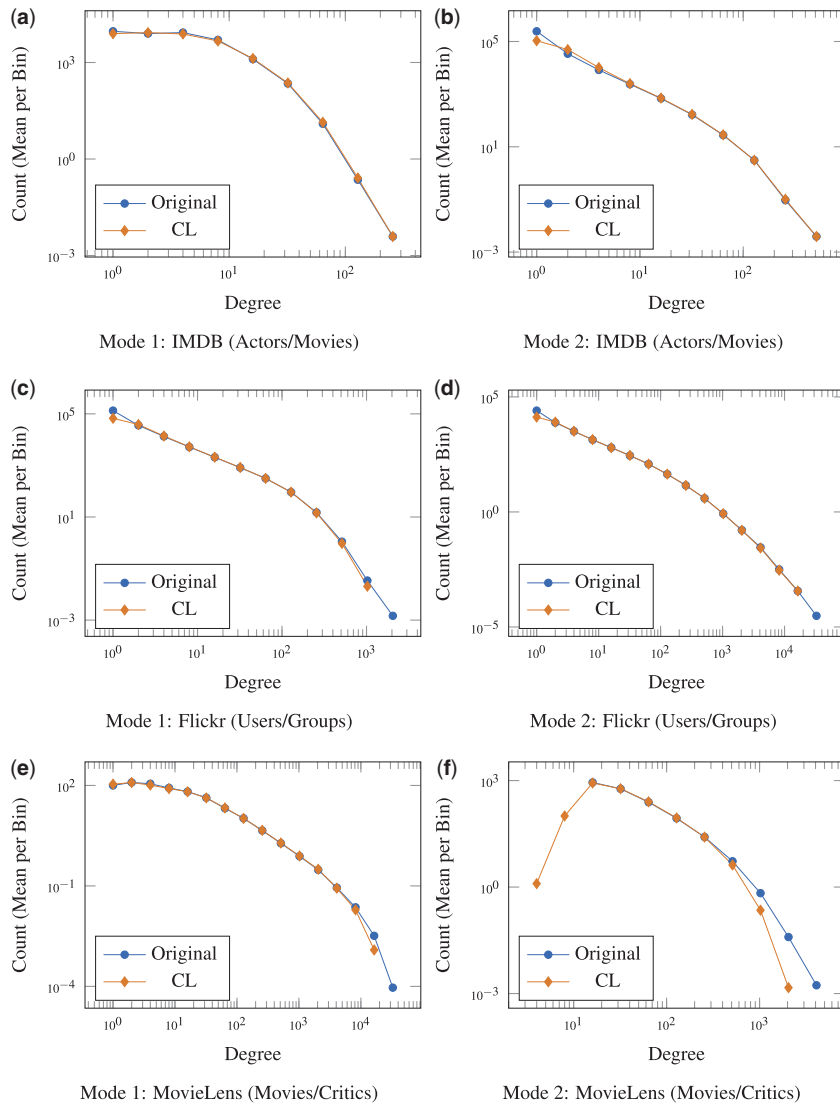 (a)
Count (Mean per Bin)
10^3
10^0
10^−3
Original
CL
10^0 10^1 10^2
Degree
Mode 1: IMDB (Actors/Movies)
(b)
Count (Mean per Bin)
10^5
10^1
10^−3
Original
CL
10^0 10^1 10^2
Degree
Mode 2: IMDB (Actors/Movies)
(c)
Count (Mean per Bin)
10^5
10^1
10^−3
Original
CL
10^0 10^1 10^2 10^3
Degree
Mode 1: Flickr (Users/Groups)
(d)
Count (Mean per Bin)
10^5
10^0
10^−5
Original
CL
10^0 10^1 10^2 10^3 10^4
Degree
Mode 2: Flickr (Users/Groups)
(e)
Count (Mean per Bin)
10^2
10^−1
10^−4
Original
CL
10^0 10^1 10^2 10^3 10^4
Degree
Mode 1: MovieLens (Movies/Critics)
(f)
Count (Mean per Bin)
10^3
10^0
10^−3
Original
CL
10^1 10^3
Degree
Mode 2: MovieLens (Movies/Critics)